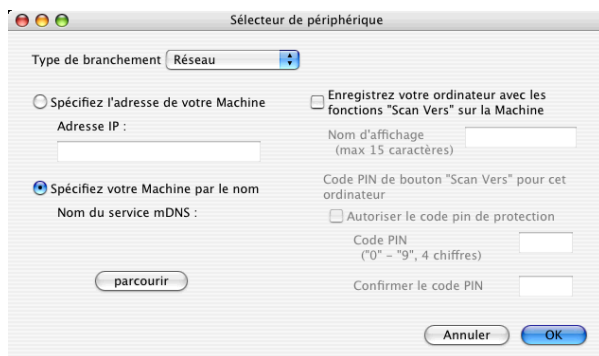 Sélecteur de périphérique
Type de branchement Réseau
Spécifiez l'adresse de votre Machine
Adresse IP :
Spécifiez votre Machine par le nom
Nom du service mDNS :
parcourir
Enregistrez votre ordinateur avec les
fonctions "Scan Vers" sur la Machine
Nom d'affichage
(max 15 caractères)
Code PIN de bouton "Scan Vers" pour cet
ordinateur
Autoriser le code pin de protection
Code PIN
("0" - "9", 4 chiffres)
Confirmer le code PIN
Annuler
OK